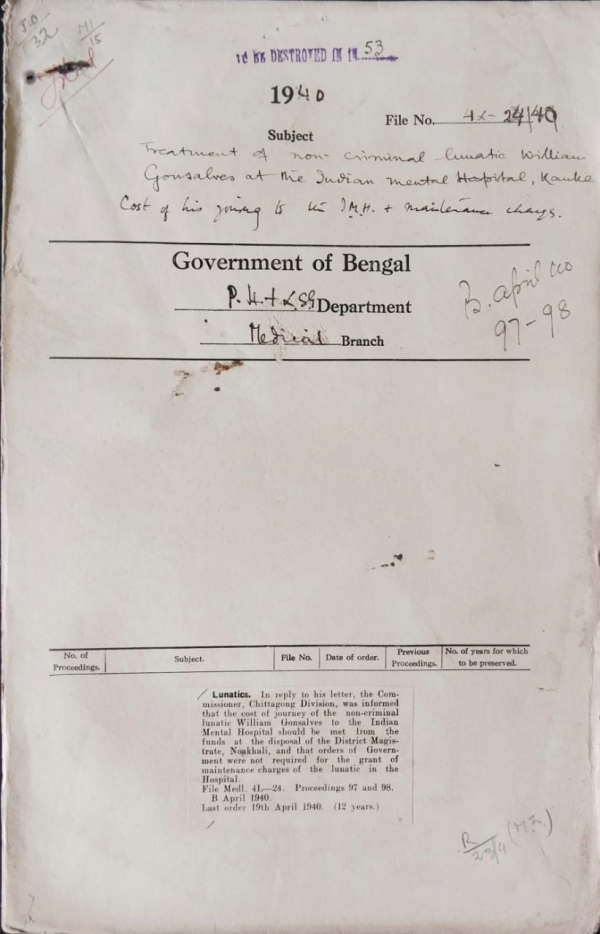 J.D
32
MI/15
TO BE DESTROYED IN 19 53
1940
File No. 4L-24/40
Subject
Treatment of non-criminal lunatic William
Gonsalves at the Indian Mental Hospital, Kanke
Cost of his journey to the I.M.H. + maintenance charges.
Government of Bengal
P.H.+LSG Department
Medical Branch
B. April 40
97-98
No. of Proceedings.
Subject.
File No.
Date of order.
Previous Proceedings.
No. of years for which to be preserved.
Lunatics. In reply to his letter, the Com-
missioner, Chittagong Division, was informed
that the cost of journey of the non-criminal
lunatic William Gonsalves to the Indian
Mental Hospital should be met from the
funds at the disposal of the District Magis-
trate, Noakhali, and that orders of Govern-
ment were not required for the grant of
maintenance charges of the lunatic in the
Hospital.
File Medl. 4L—24. Proceedings 97 and 98.
B April 1940.
Last order 19th April 1940. (12 years.)